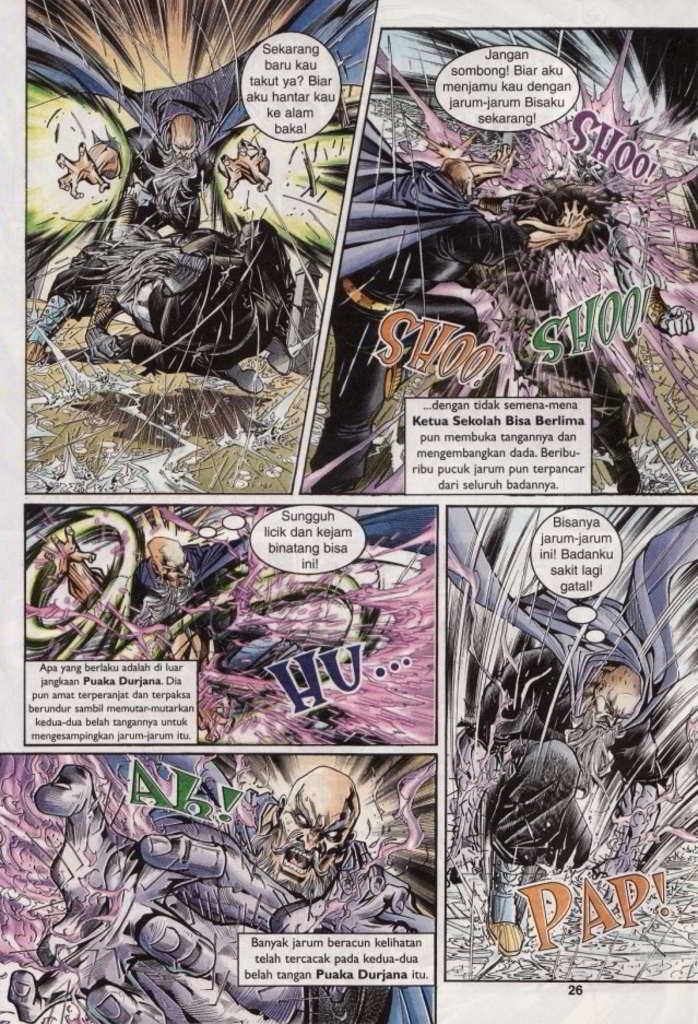 Sekarang
baru kau
takut ya? Biar
aku hantar kau
ke alam
baka!
Jangan
sombong! Biar aku
menjamu kau dengan
jarum-jarum Bisaku
sekarang!
SHOO!
SHOO!
SHOO!
...dengan tidak semena-mena
Ketua Sekolah Bisa Berlima
pun membuka tangannya dan
mengembangkan dada. Beribu-
ribu pucuk jarum pun terpancar
dari seluruh badannya.
Sungguh
licik dan kejam
binatang bisa
ini!
HU...
Apa yang berlaku adalah di luar
jangkaan Puaka Durjana. Dia
pun amat terperanjat dan terpaksa
berundur sambil memutar-mutarkan
kedua-dua belah tangannya untuk
mengesampingkan jarum-jarum itu.
Bisanya
jarum-jarum
ini! Badanku
sakit lagi
gatal!
PAP!
AH!
Banyak jarum beracun kelihatan
telah tercacak pada kedua-dua
belah tangan Puaka Durjana itu.
26